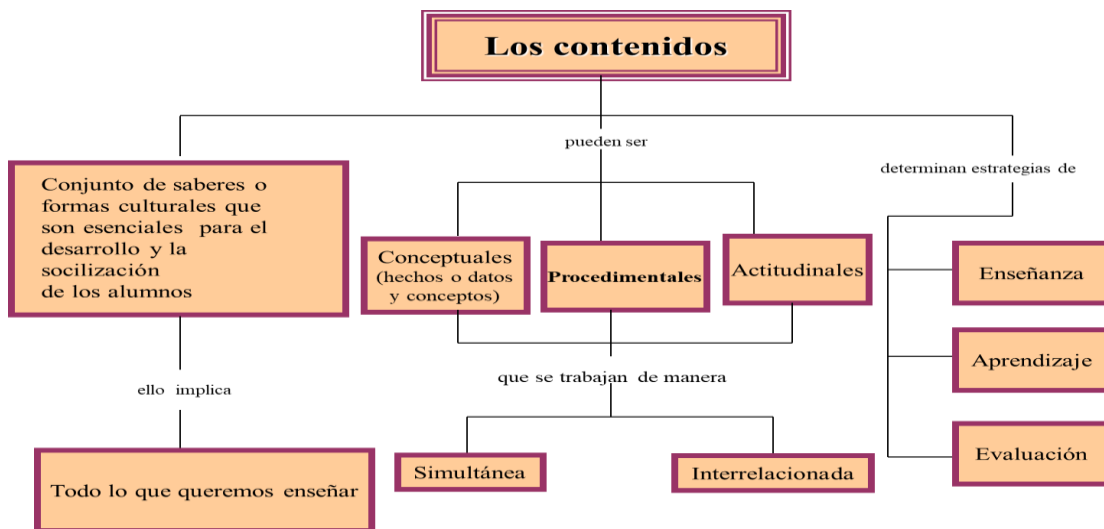 Los contenidos
pueden ser
determinan estrategias de
Conjunto de saberes o
formas culturales que
son esenciales para el
desarrollo y la
socilización
de los alumnos
Conceptuales
(hechos o datos
y conceptos)
Procedimentales
Actitudinales
Enseñanza
Aprendizaje
Evaluación
ello implica
que se trabajan de manera
Simultánea
Interrelacionada
Todo lo que queremos enseñar